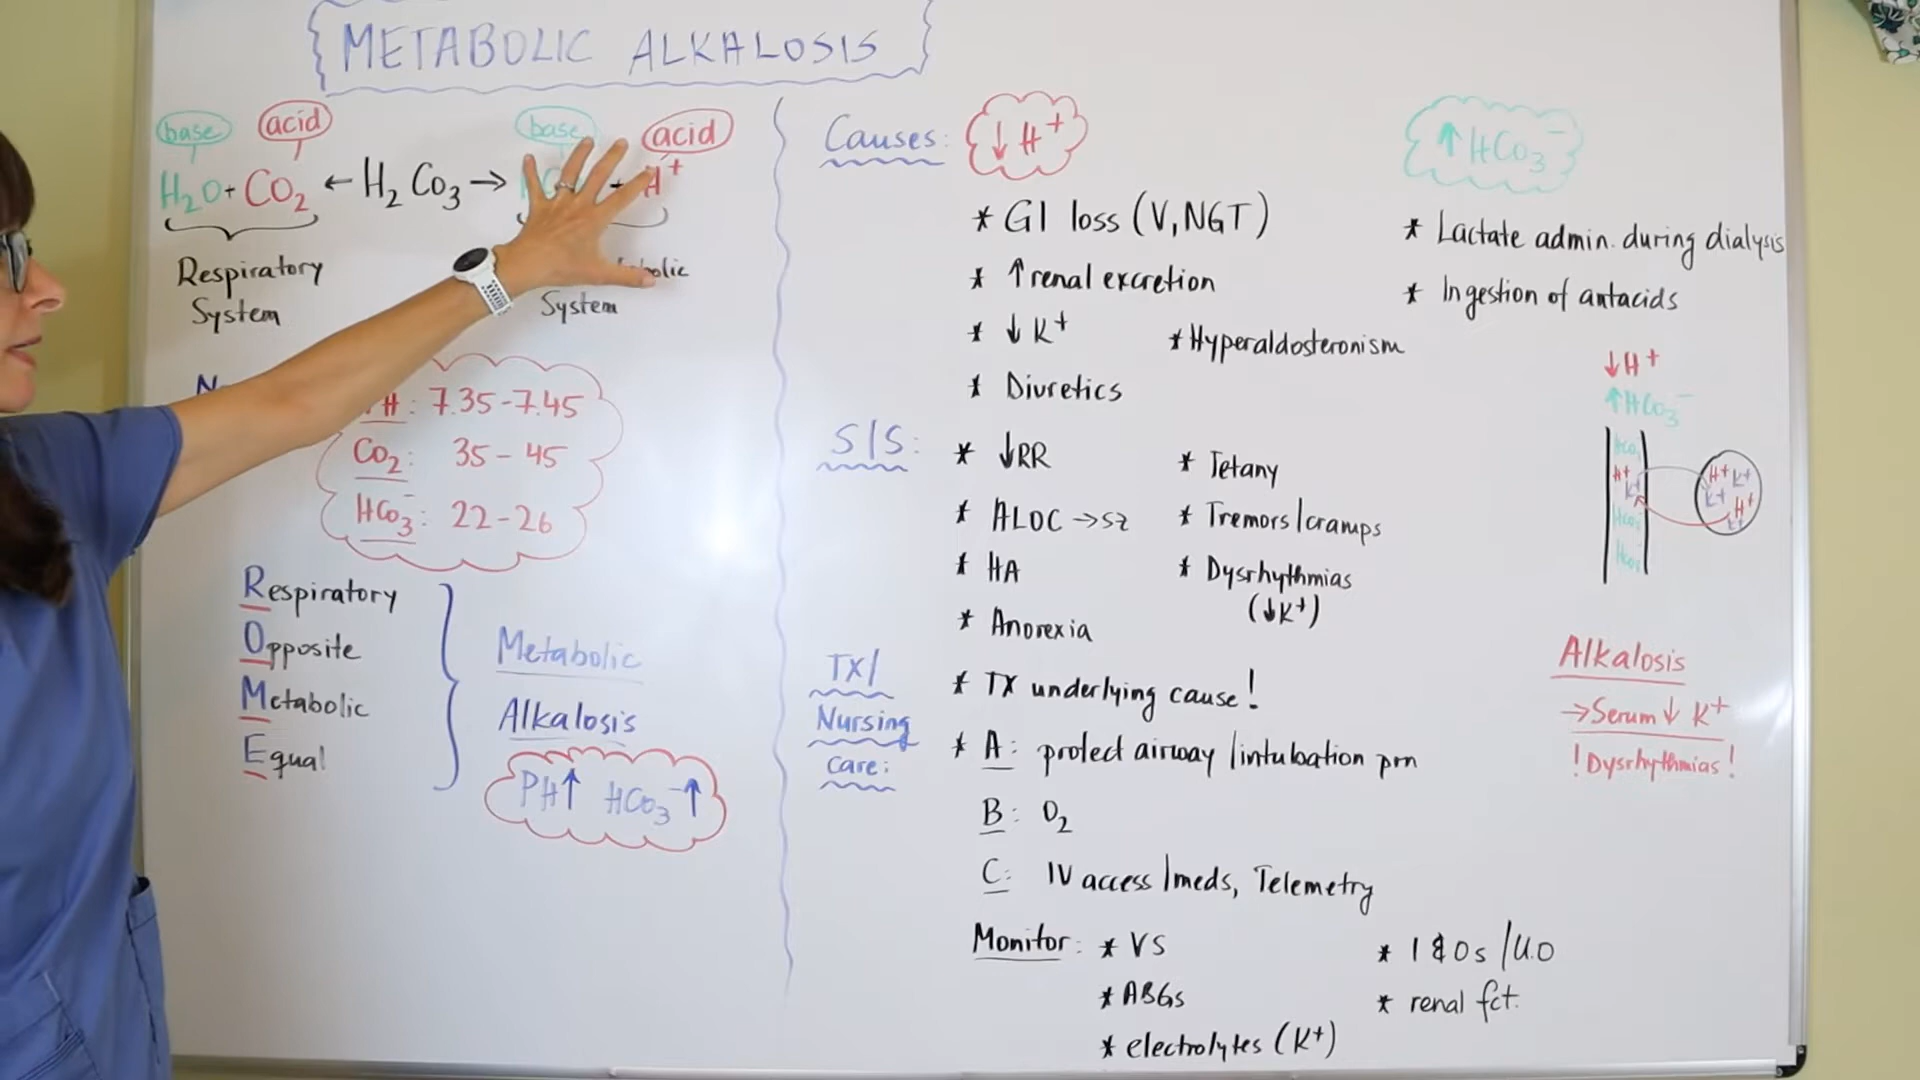 METABOLIC ALKALOSIS
base acid base acid
H₂O + CO₂ ← H₂CO₃ → + H⁺
Respiratory
System
System
PH: 7.35-7.45
CO₂: 35-45
HCO₃⁻: 22-26
Respiratory
Opposite
Metabolic
Equal
Metabolic
Alkalosis
PH↑ HCO₃⁻↑
Causes:
↓H⁺
* GI loss (V, NGT)
* ↑renal excretion
* ↓K⁺
* Hyperaldosteronism
* Diuretics
↑HCO₃⁻
* Lactate admin. during dialysis
* Ingestion of antacids
↓H⁺
↑HCO₃⁻
HCO₃
H⁺
K⁺
HCO₃
HCO₃
H⁺ K⁺
K⁺ H⁺
K⁺
S/S:
* ↓RR
* ALOC → SZ
* HA
* Anorexia
* Tetany
* Tremors/cramps
* Dysrhythmias
(↓K⁺)
Alkalosis
→ Serum ↓ K⁺
! Dysrhythmias !
TX/
Nursing
Care:
* TX underlying cause!
* A: protect airway/intubation prn
B: O₂
C: IV access/meds, Telemetry
Monitor: * VS
* ABGs
* electrolytes (K⁺)
* I & Os/U.O
* renal fct.